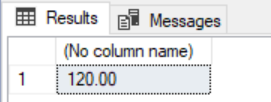 Results Messages
(No column name)
1 120.00